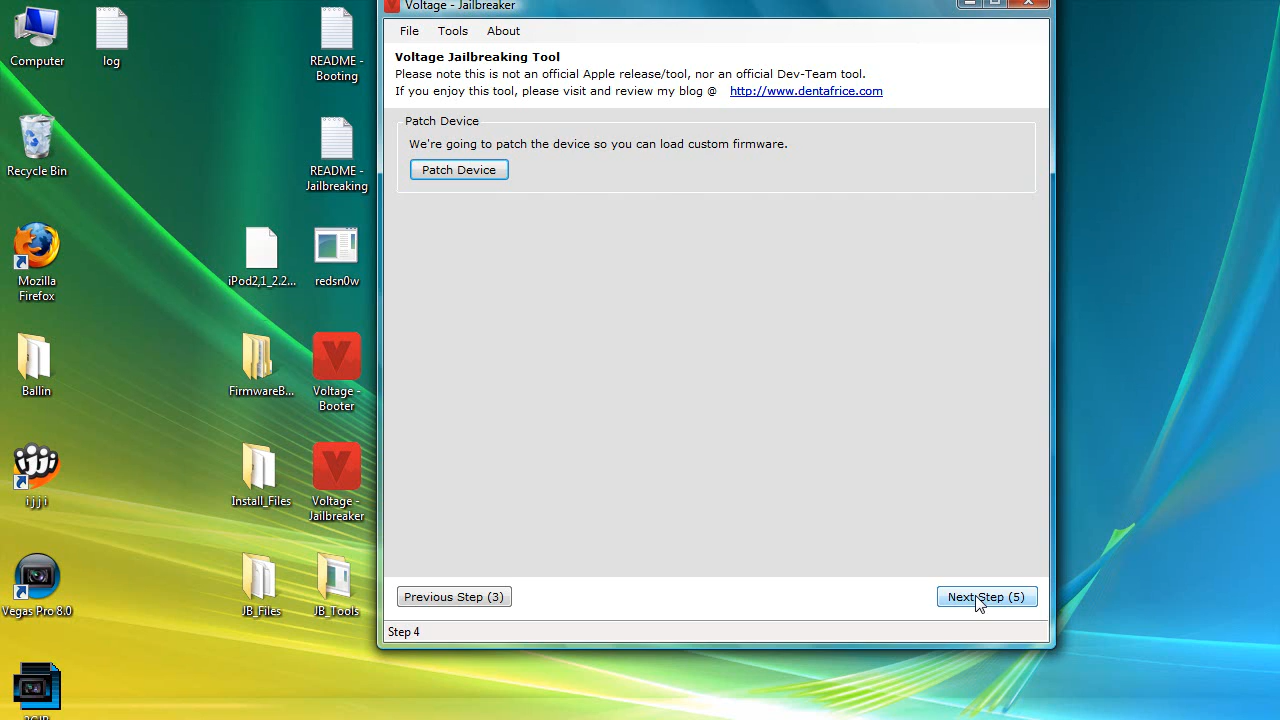 Computer
log
README -
Booting
Recycle Bin
README -
Jailbreaking
Mozilla
Firefox
iPod2,1_2.2...
redsn0w
Ballin
FirmwareB...
Voltage -
Booter
ijji
Install_Files
Voltage -
Jailbreaker
Vegas Pro 8.0
JB_Files
JB_Tools
Voltage - Jailbreaker
File Tools About
Voltage Jailbreaking Tool
Please note this is not an official Apple release/tool, nor an official Dev-Team tool.
If you enjoy this tool, please visit and review my blog @ http://www.dentafrice.com
Patch Device
We're going to patch the device so you can load custom firmware.
Patch Device
Previous Step (3)
Next Step (5)
Step 4